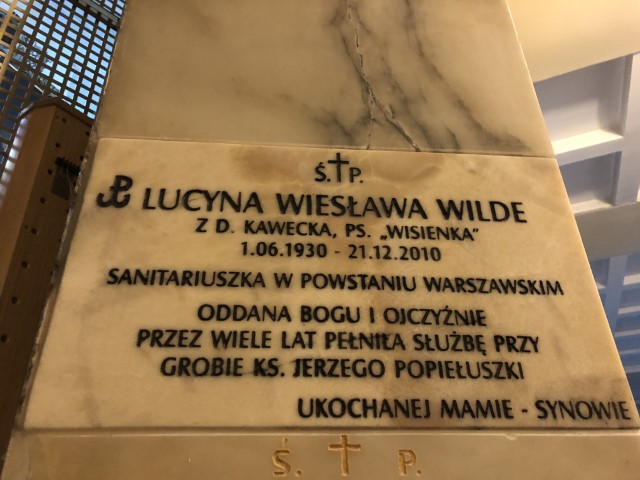 Ś.✝P.
LUCYNA WIESŁAWA WILDE
Z D. KAWECKA, PS. „WISIENKA"
1.06.1930 - 21.12.2010
SANITARIUSZKA W POWSTANIU WARSZAWSKIM
ODDANA BOGU I OJCZYŹNIE
PRZEZ WIELE LAT PEŁNIŁA SŁUŻBĘ PRZY
GROBIE KS. JERZEGO POPIEŁUSZKI
UKOCHANEJ MAMIE - SYNOWIE
Ś. ✝ P.